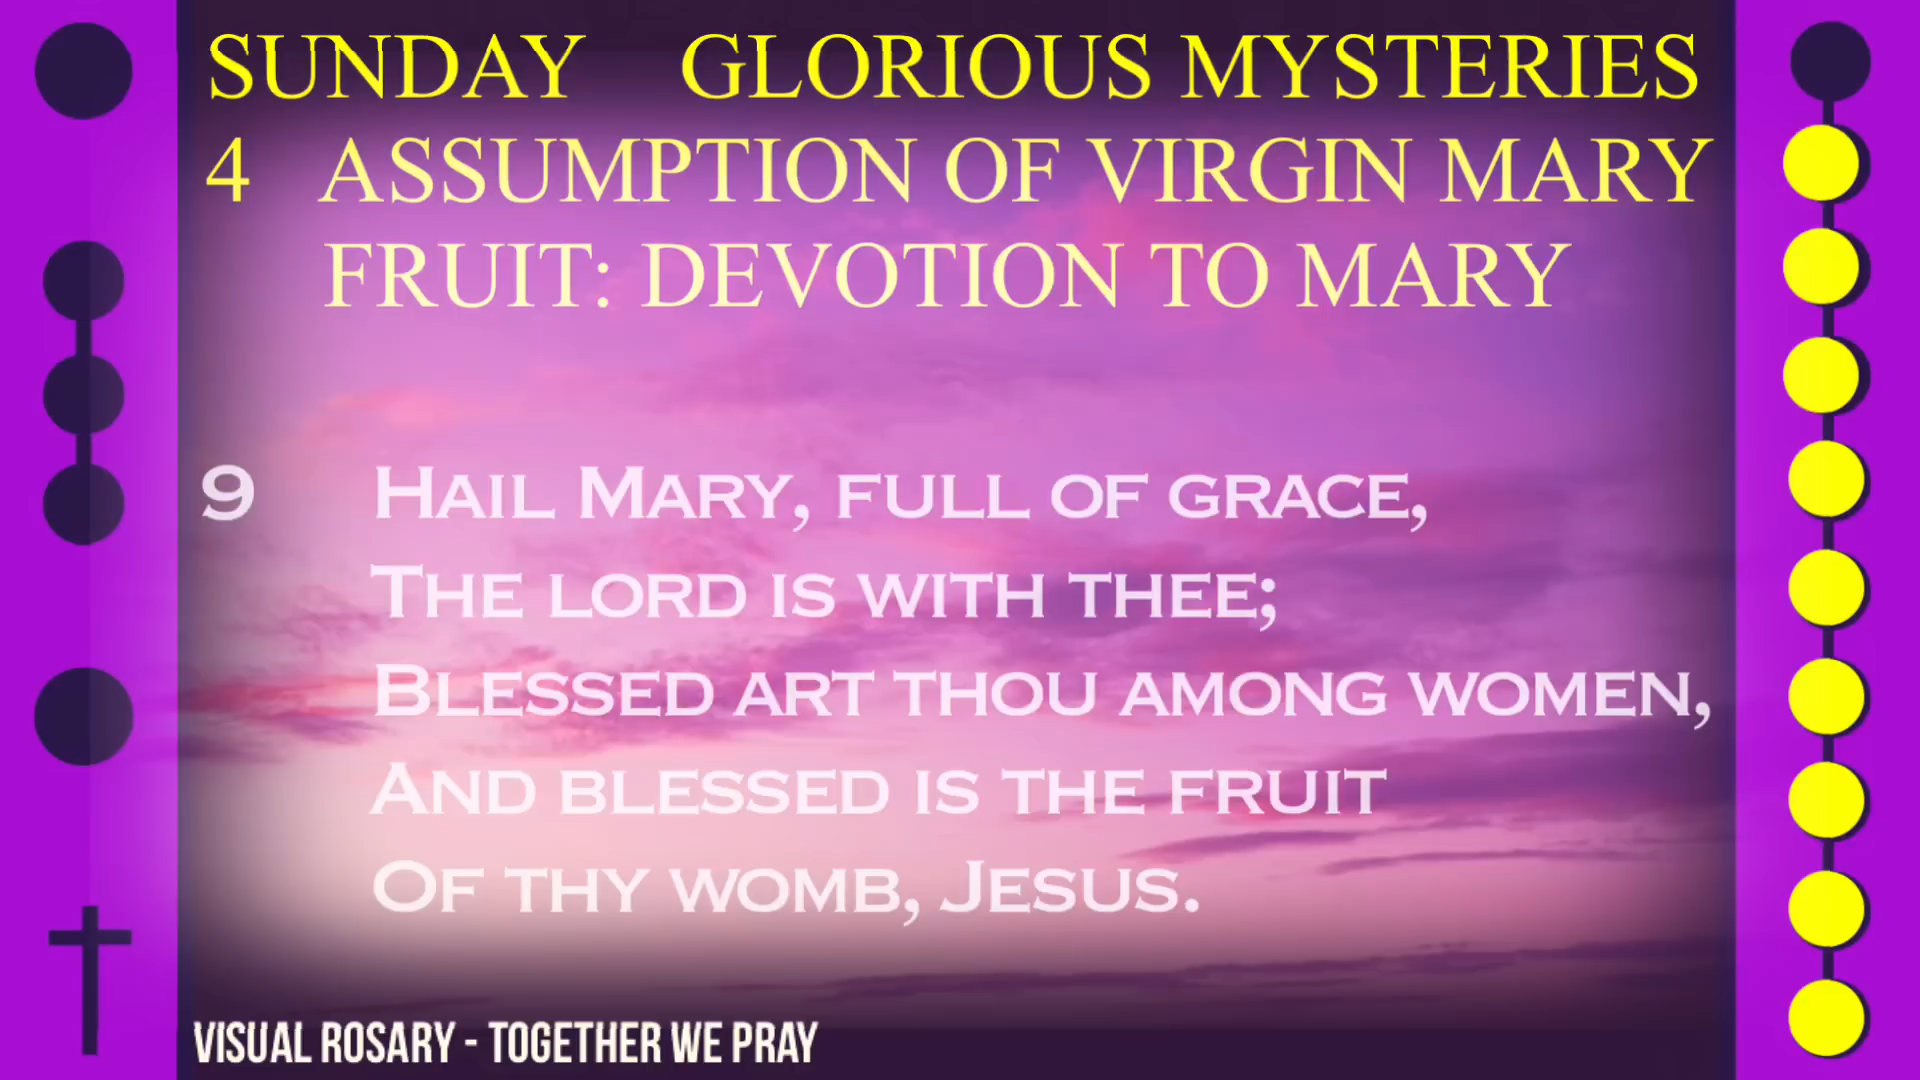 SUNDAY GLORIOUS MYSTERIES
4 ASSUMPTION OF VIRGIN MARY
FRUIT: DEVOTION TO MARY
9 HAIL MARY, FULL OF GRACE,
THE LORD IS WITH THEE;
BLESSED ART THOU AMONG WOMEN,
AND BLESSED IS THE FRUIT
OF THY WOMB, JESUS.
VISUAL ROSARY - TOGETHER WE PRAY